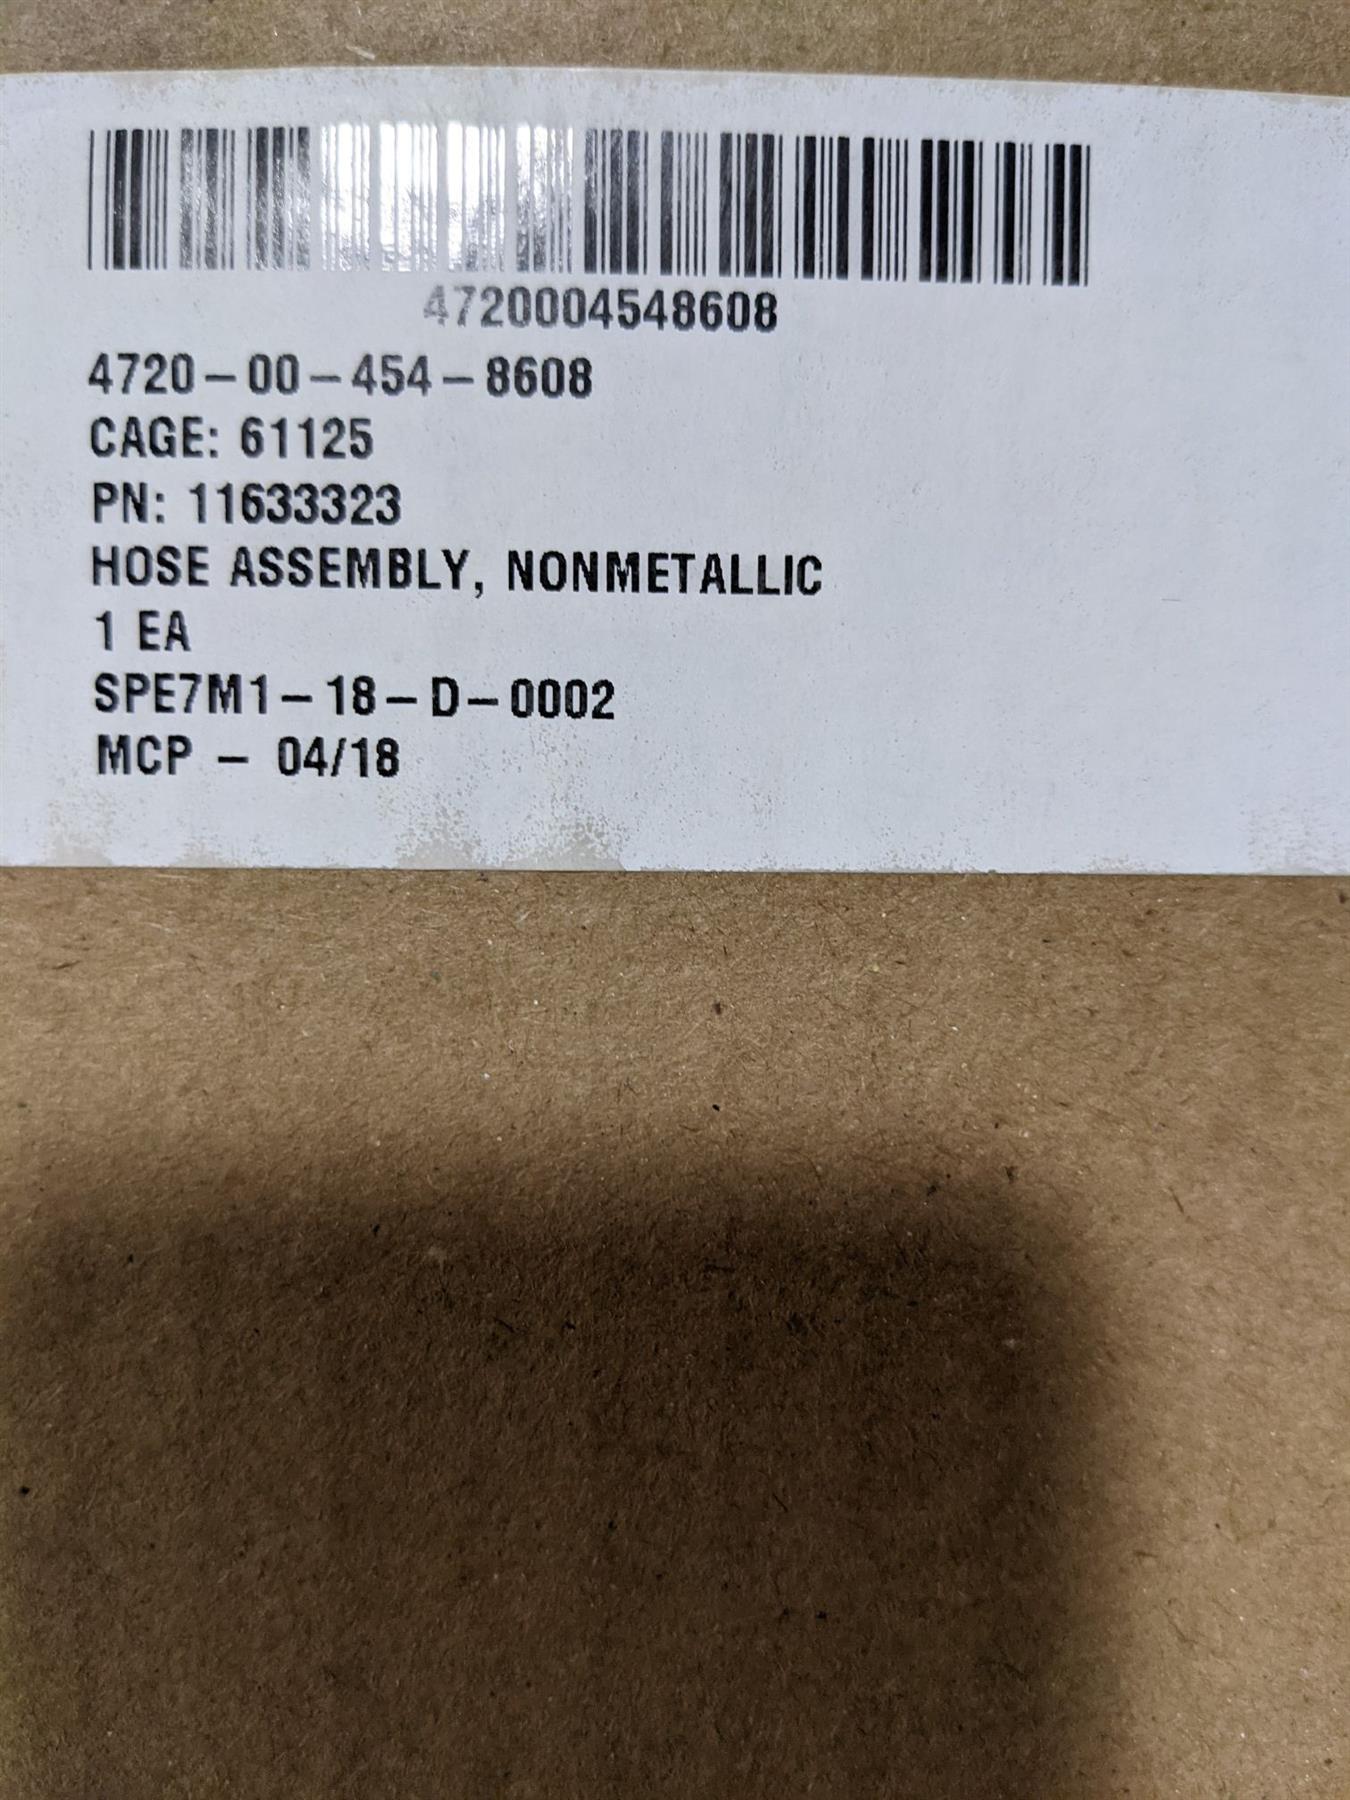 4720004548608
4720-00-454-8608
CAGE: 61125
PN: 11633323
HOSE ASSEMBLY, NONMETALLIC
1 EA
SPE7M1-18-D-0002
MCP - 04/18